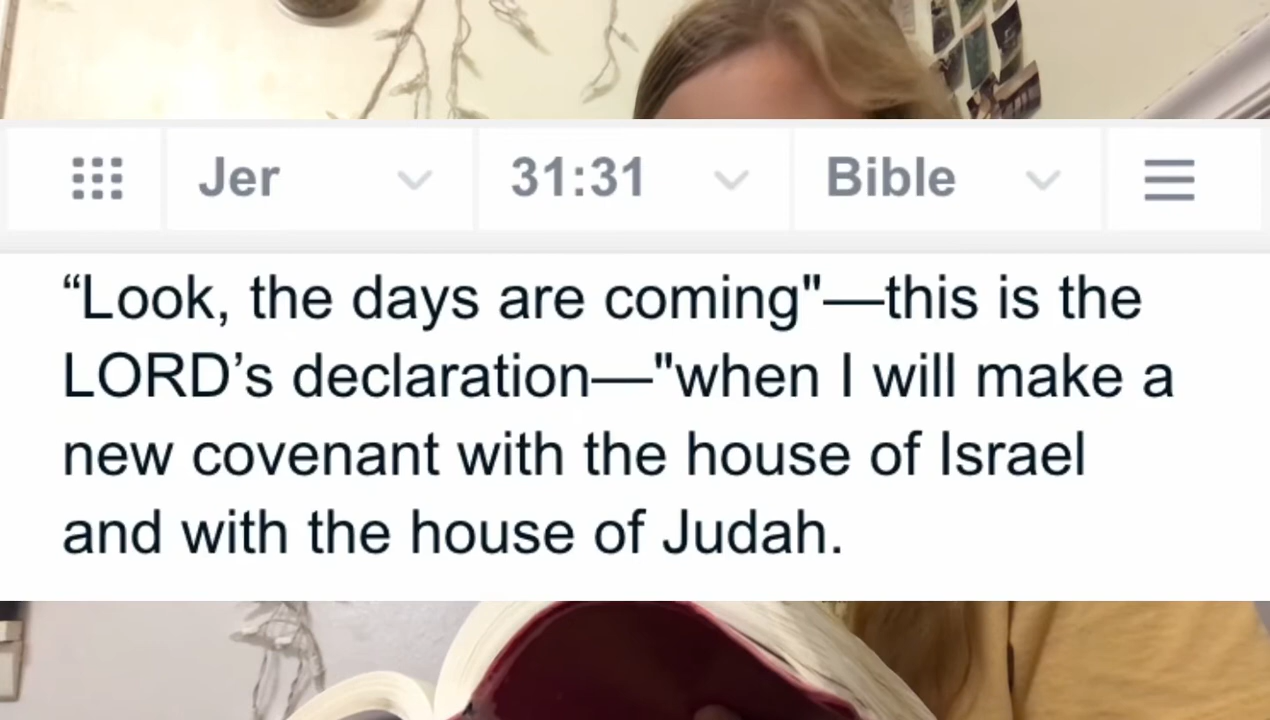 Jer 31:31 Bible
“Look, the days are coming"—this is the
LORD’s declaration—"when I will make a
new covenant with the house of Israel
and with the house of Judah.